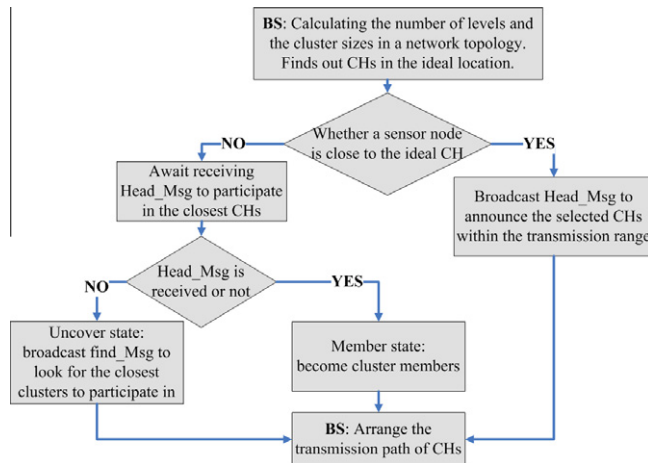 BS: Calculating the number of levels and
the cluster sizes in a network topology.
Finds out CHs in the ideal location.
Whether a sensor node
is close to the ideal CH
NO
YES
Await receiving
Head_Msg to participate
in the closest CHs
Broadcast Head_Msg to
announce the selected CHs
within the transmission range
Head_Msg is
received or not
NO
YES
Uncover state:
broadcast find_Msg to
look for the closest
clusters to participate in
Member state:
become cluster members
BS: Arrange the
transmission path of CHs